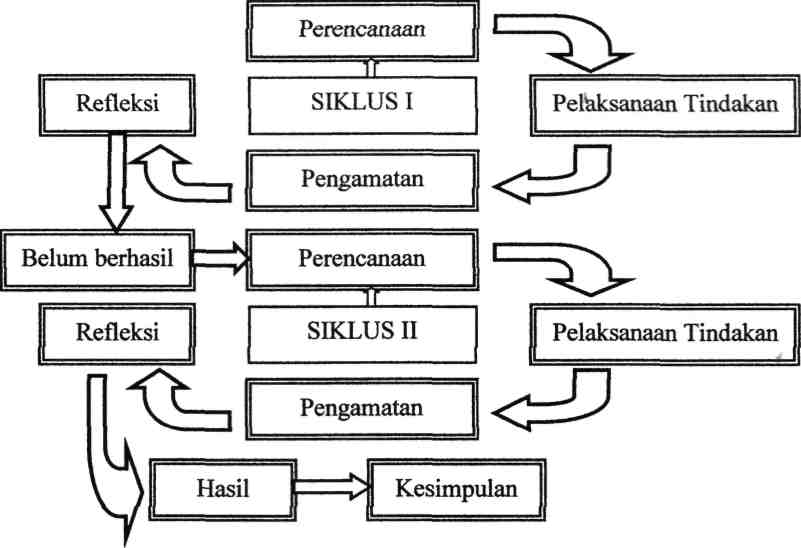 Perencanaan
Refleksi
SIKLUS I
Pelaksanaan Tindakan
Pengamatan
Belum berhasil
Perencanaan
Refleksi
SIKLUS II
Pelaksanaan Tindakan
Pengamatan
Hasil
Kesimpulan